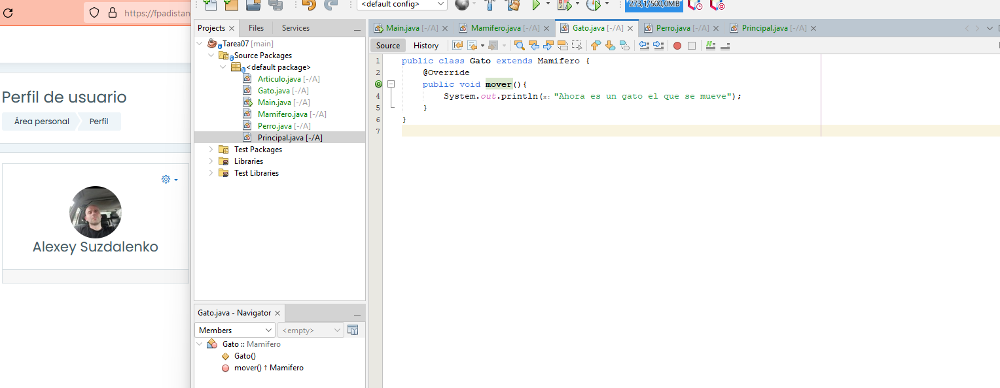 https://fpadistan
Perfil de usuario
Área personal
Perfil
Alexey Suzdalenko
<default config>
273,1/500,0MB
Projects
Files
Services
Tarea07 [main]
Source Packages
<default package>
Articulo.java [-/A]
Gato.java [-/A]
Main.java [-/A]
Mamifero.java [-/A]
Perro.java [-/A]
Principal.java [-/A]
Test Packages
Libraries
Test Libraries
Gato.java - Navigator
Members
<empty>
Gato :: Mamifero
Gato()
mover() ↑ Mamifero
Main.java [-/A]
Mamifero.java [-/A]
Gato.java [-/A]
Perro.java [-/A]
Principal.java [-/A]
Source
History
1 public class Gato extends Mamifero {
2 @Override
public void mover(){
4 System.out.println(x: "Ahora es un gato el que se mueve");
5 }
6 }
7